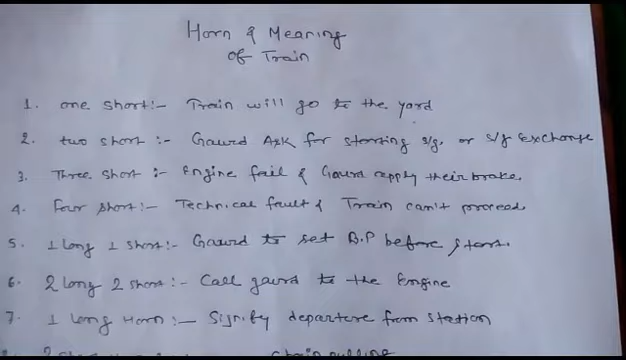 Horn & Meaning
of Train
1. one short:- Train will go to the yard
2. two short :- Gaurd Ask for starting s/g. or s/g Exchange
3. Three short :- Engine fail & Gaurd apply their brake.
4. Four short:- Technical fault & Train can't proceed
5. 1 long 1 short:- Gaurd to set B.P before start.
6. 2 long 2 short:- Call gaurd to the Engine
7. 1 long Horn:- Signify departure from station
chain pulling